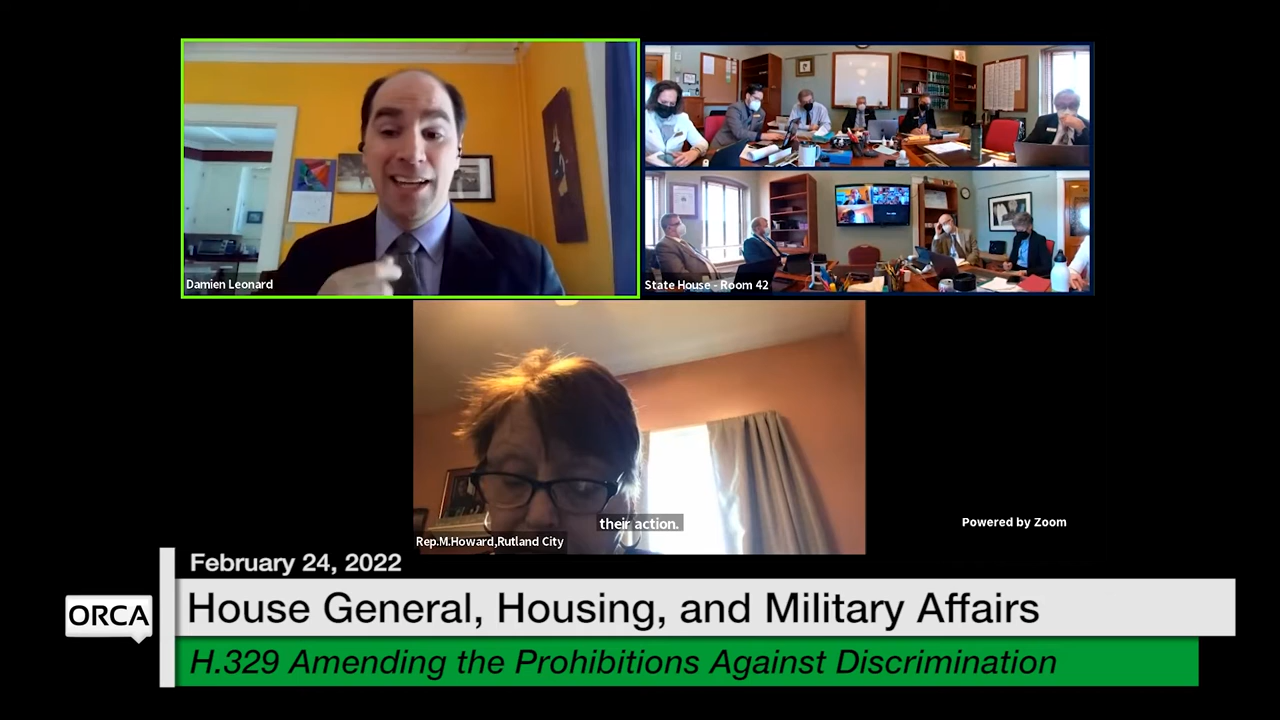 Damien Leonard
State House - Room 42
their action.
Rep.M.Howard,Rutland City
Powered by Zoom
February 24, 2022
ORCA
House General, Housing, and Military Affairs
H.329 Amending the Prohibitions Against Discrimination